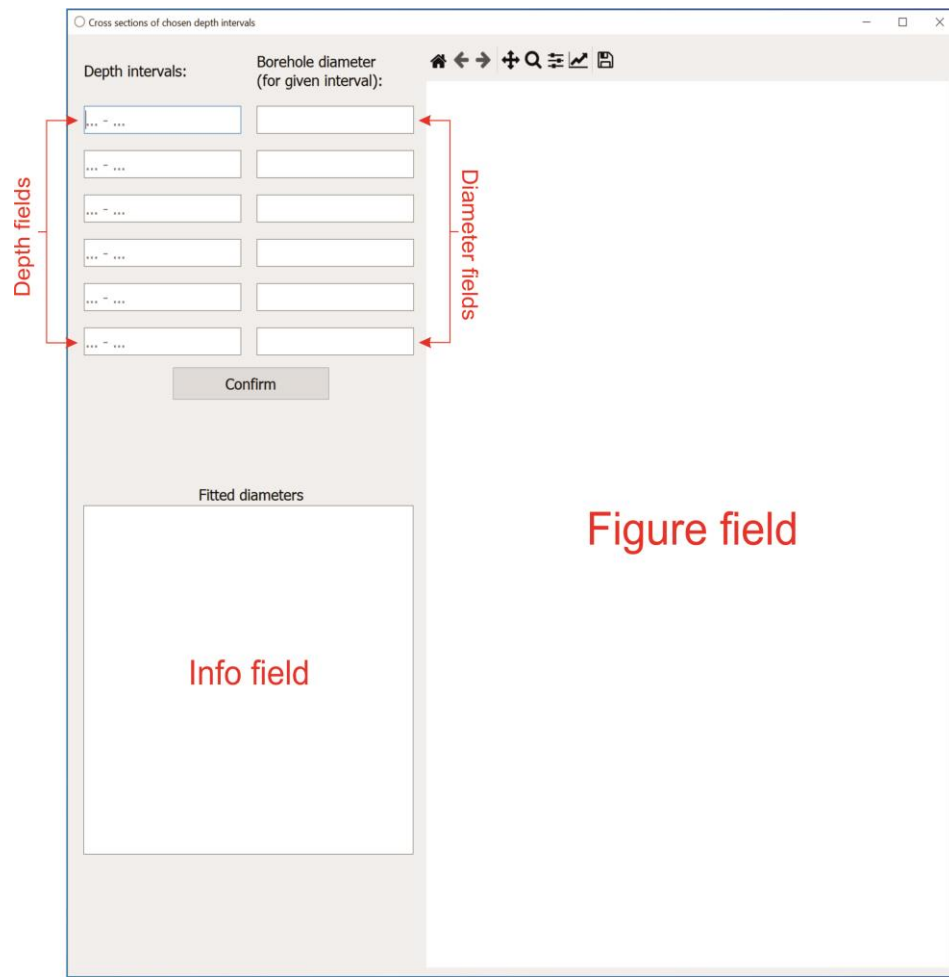 Cross sections of chosen depth intervals
Depth intervals:
Borehole diameter
(for given interval):
... - ...
... - ...
... - ...
... - ...
... - ...
... - ...
Depth fields
Diameter fields
Confirm
Fitted diameters
Info field
Figure field